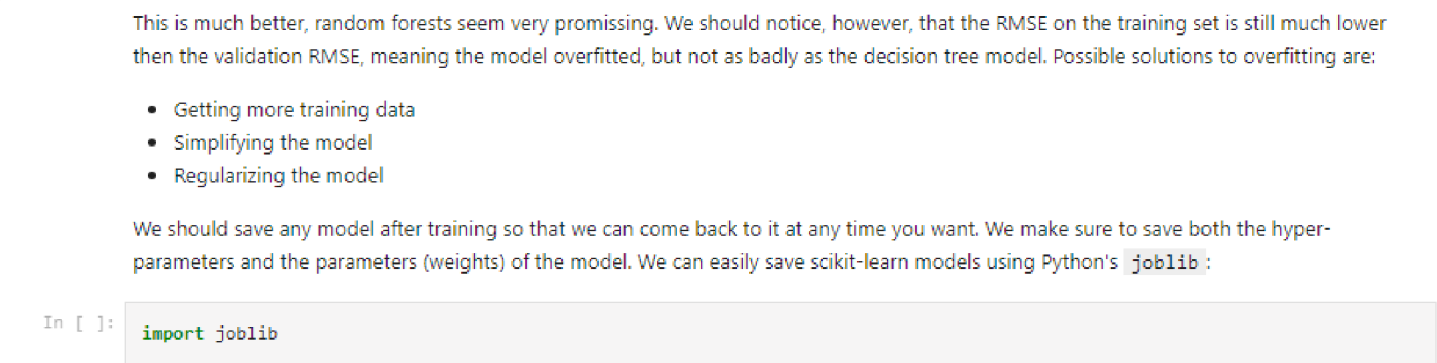 This is much better, random forests seem very promissing. We should notice, however, that the RMSE on the training set is still much lower
then the validation RMSE, meaning the model overfitted, but not as badly as the decision tree model. Possible solutions to overfitting are:
• Getting more training data
• Simplifying the model
• Regularizing the model
We should save any model after training so that we can come back to it at any time you want. We make sure to save both the hyper-
parameters and the parameters (weights) of the model. We can easily save scikit-learn models using Python's joblib:
In [ ]: import joblib